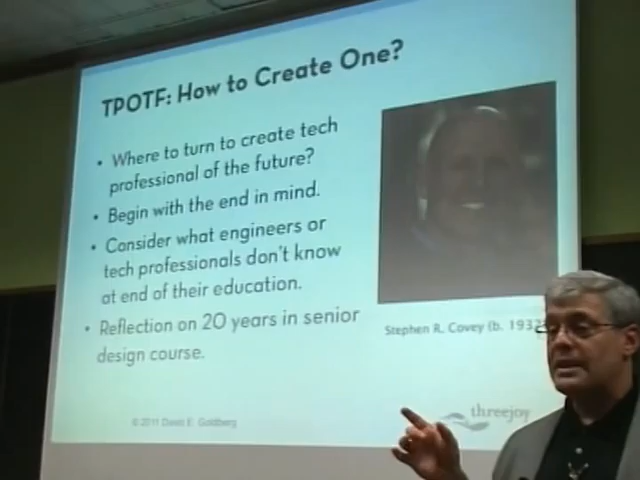 TPOTF: How to Create One?
• Where to turn to create tech
professional of the future?
• Begin with the end in mind.
• Consider what engineers or
tech professionals don't know
at end of their education.
• Reflection on 20 years in senior
design course.
Stephen R. Covey (b. 1932
© 2011 David E. Goldberg
threejoy